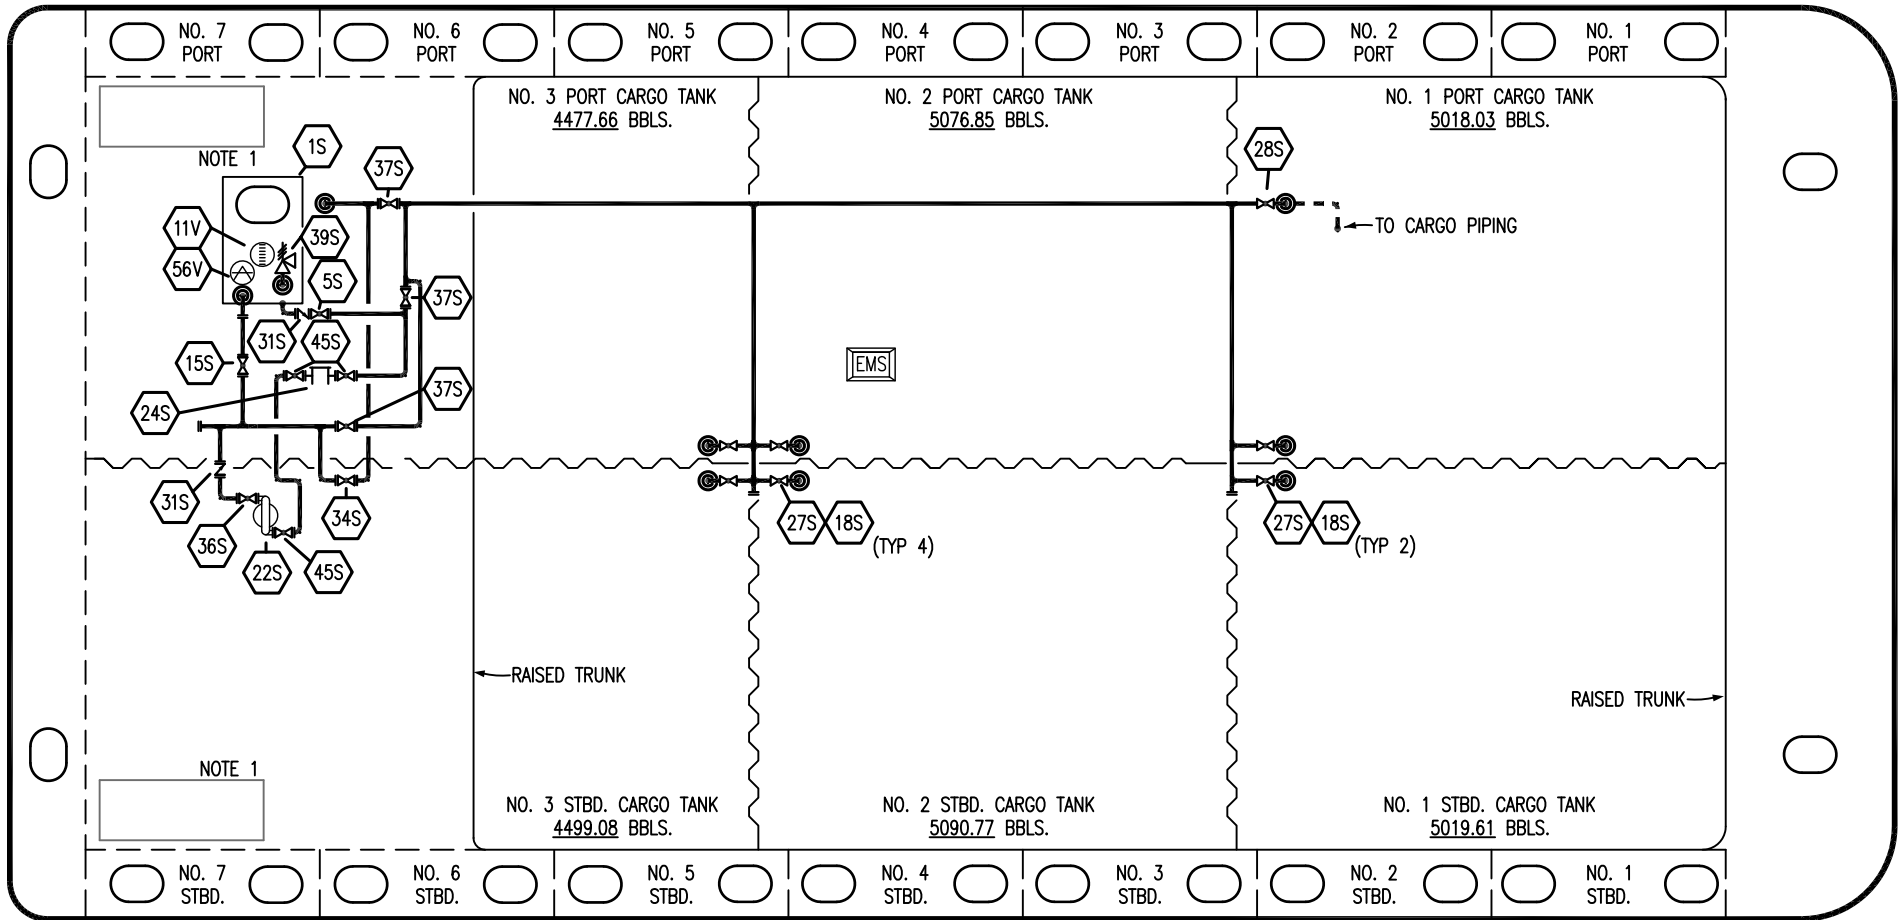 NO. 7
PORT
NO. 6
PORT
NO. 5
PORT
NO. 4
PORT
NO. 3
PORT
NO. 2
PORT
NO. 1
PORT
NO. 3 PORT CARGO TANK
4477.66 BBLS.
NO. 2 PORT CARGO TANK
5076.85 BBLS.
NO. 1 PORT CARGO TANK
5018.03 BBLS.
NOTE 1
1S
37S
28S
11V
39S
TO CARGO PIPING
56V
5S
37S
31S
45S
15S
EMS
37S
24S
31S
34S
36S
22S
45S
27S
18S
(TYP 4)
27S
18S
(TYP 2)
RAISED TRUNK
RAISED TRUNK
NOTE 1
NO. 3 STBD. CARGO TANK
4499.08 BBLS.
NO. 2 STBD. CARGO TANK
5090.77 BBLS.
NO. 1 STBD. CARGO TANK
5019.61 BBLS.
NO. 7
STBD.
NO. 6
STBD.
NO. 5
STBD.
NO. 4
STBD.
NO. 3
STBD.
NO. 2
STBD.
NO. 1
STBD.